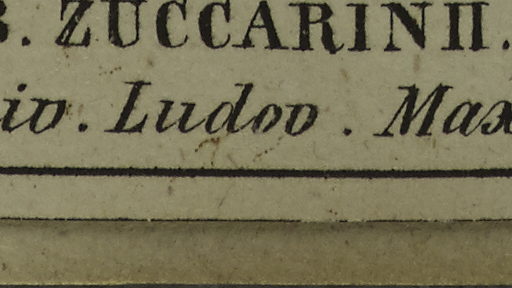 B. ZUCCARINII.
iv. Ludov. Max